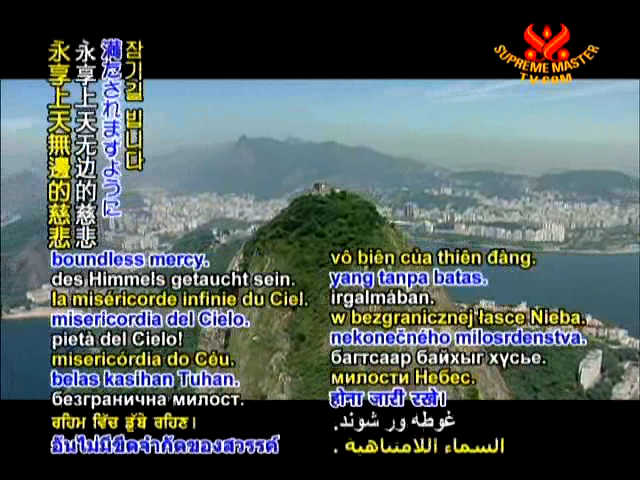 SUPREME MASTER
TV.COM
잠기길 빕니다
満たされますように
永享上天无边的慈悲
永享上天無邊的慈悲
boundless mercy.
des Himmels getaucht sein.
la miséricorde infinie du Ciel.
misericordia del Cielo.
pietà del Cielo!
misericórdia do Céu.
belas kasihan Tuhan.
безгранична милост.
ਰਹਿਮ ਵਿੱਚ ਡੁੱਬੇ ਰਹਿਣ।
อันไม่มีขีดจำกัดของสวรรค์
vô biên của thiên đàng.
yang tanpa batas.
irgalmában.
w bezgranicznej łasce Nieba.
nekonečného milosrdenstva.
багтсаар байхыг хүсье.
милости Небес.
होना जारी रखे।
غوطه ور شوند.
السماء اللامتناهية .